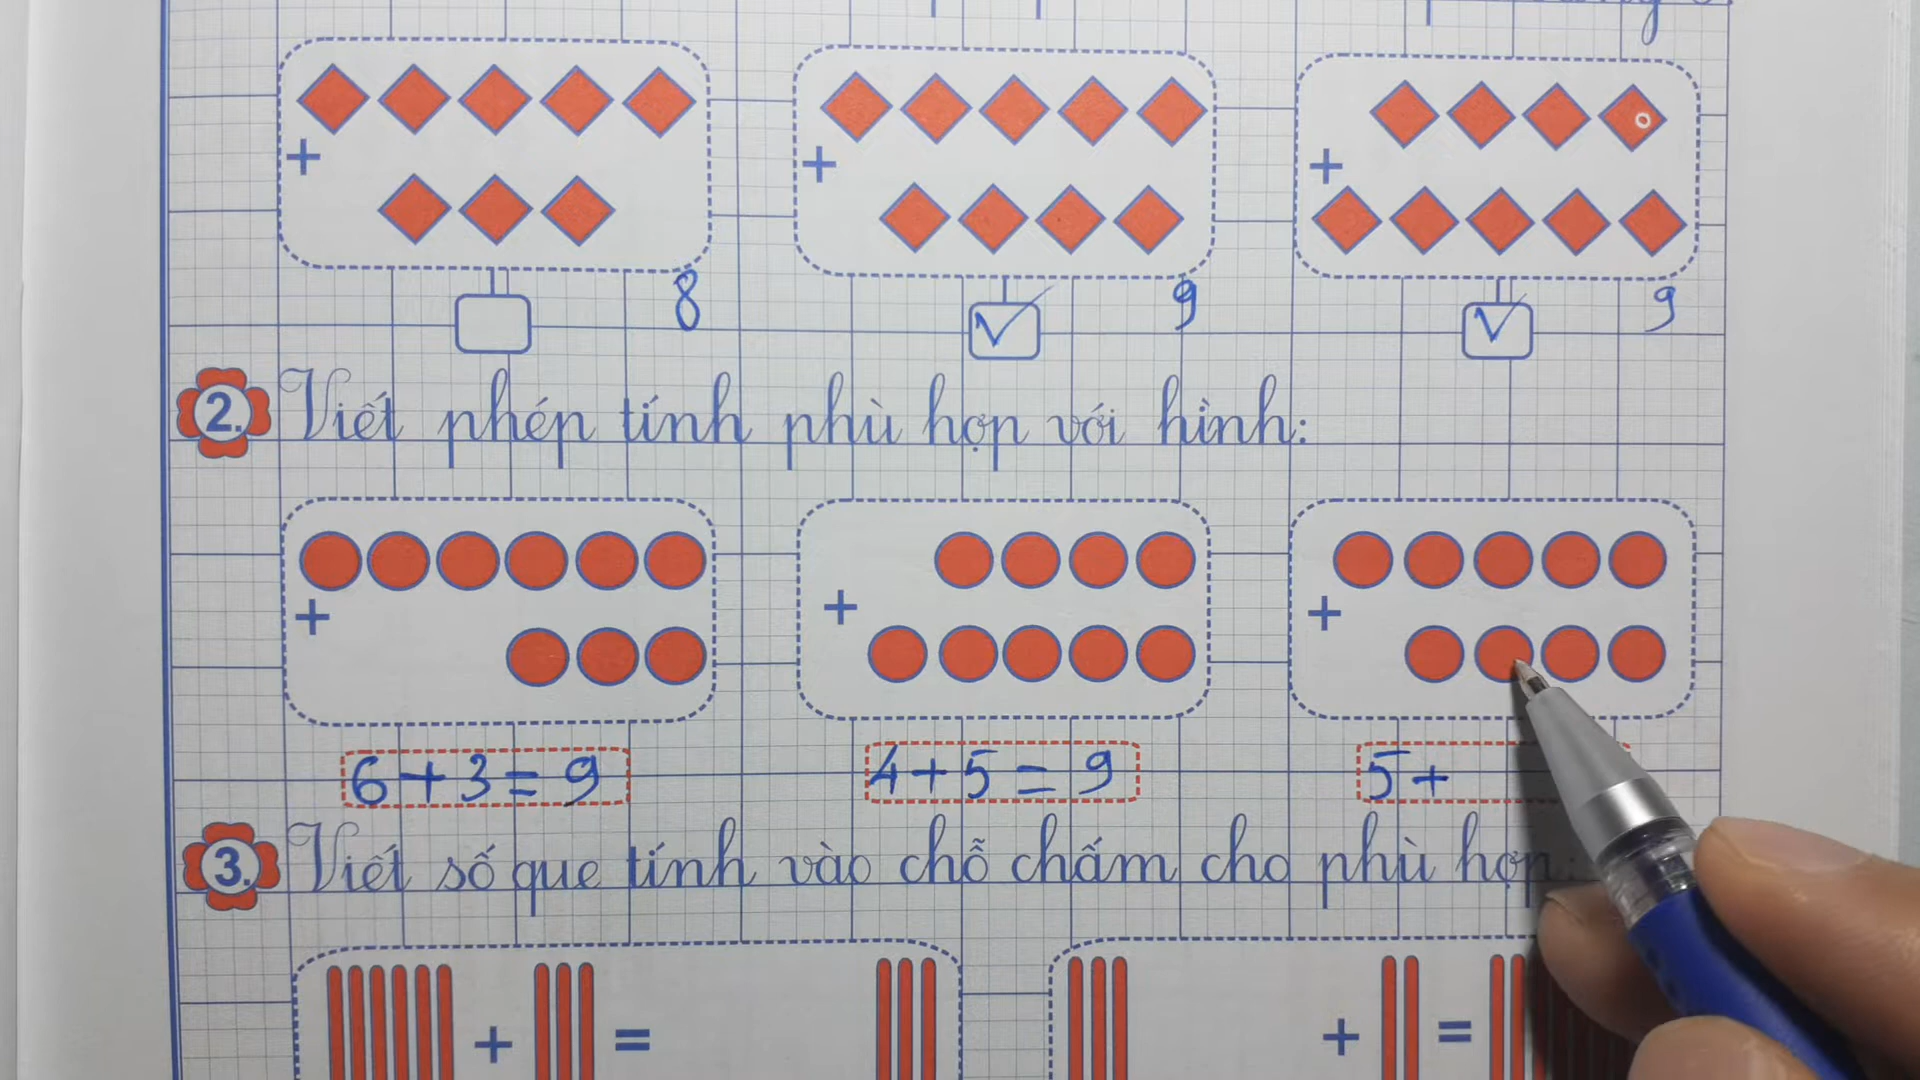 + + +
8 9 9
2. Viết phép tính phù hợp với hình:
+ + +
6 + 3 = 9 4 + 5 = 9 5 +
3. Viết số que tính vào chỗ chấm cho phù hợp:
+ = + =